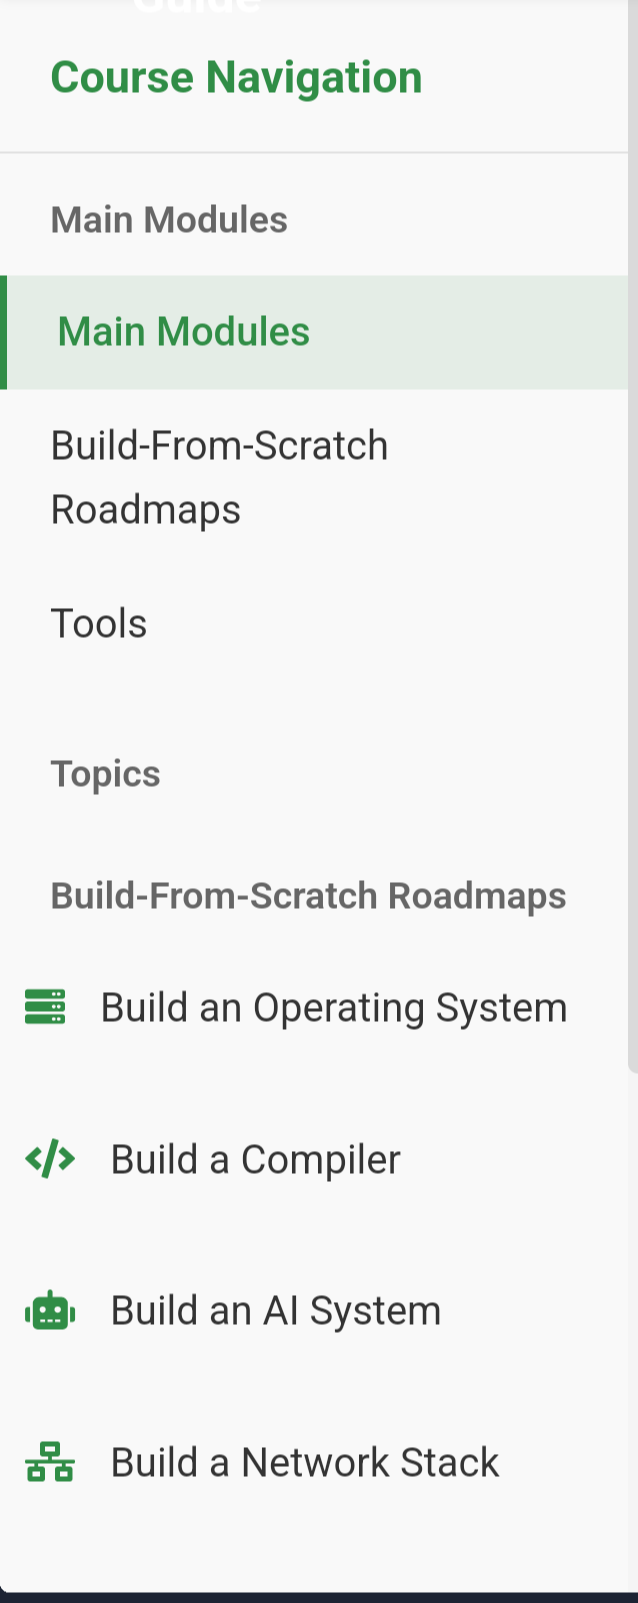 Guide
Course Navigation
Main Modules
Main Modules
Build-From-Scratch
Roadmaps
Tools
Topics
Build-From-Scratch Roadmaps
Build an Operating System
Build a Compiler
Build an AI System
Build a Network Stack